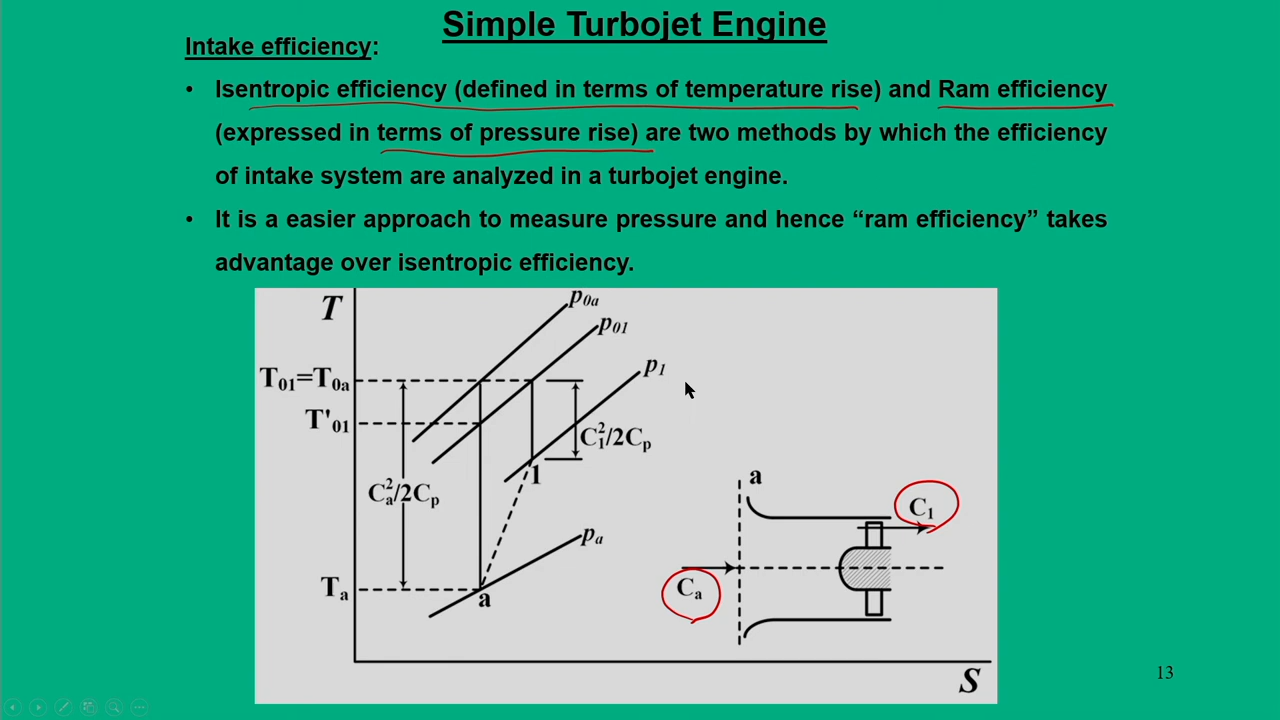 Simple Turbojet Engine
Intake efficiency:
• Isentropic efficiency (defined in terms of temperature rise) and Ram efficiency
(expressed in terms of pressure rise) are two methods by which the efficiency
of intake system are analyzed in a turbojet engine.
• It is a easier approach to measure pressure and hence “ram efficiency” takes
advantage over isentropic efficiency.
T
p0a
p01
p1
T01=T0a
T'01
C1²/2Cp
Ca²/2Cp
1
a
C1
pa
Ta
a
Ca
S
13